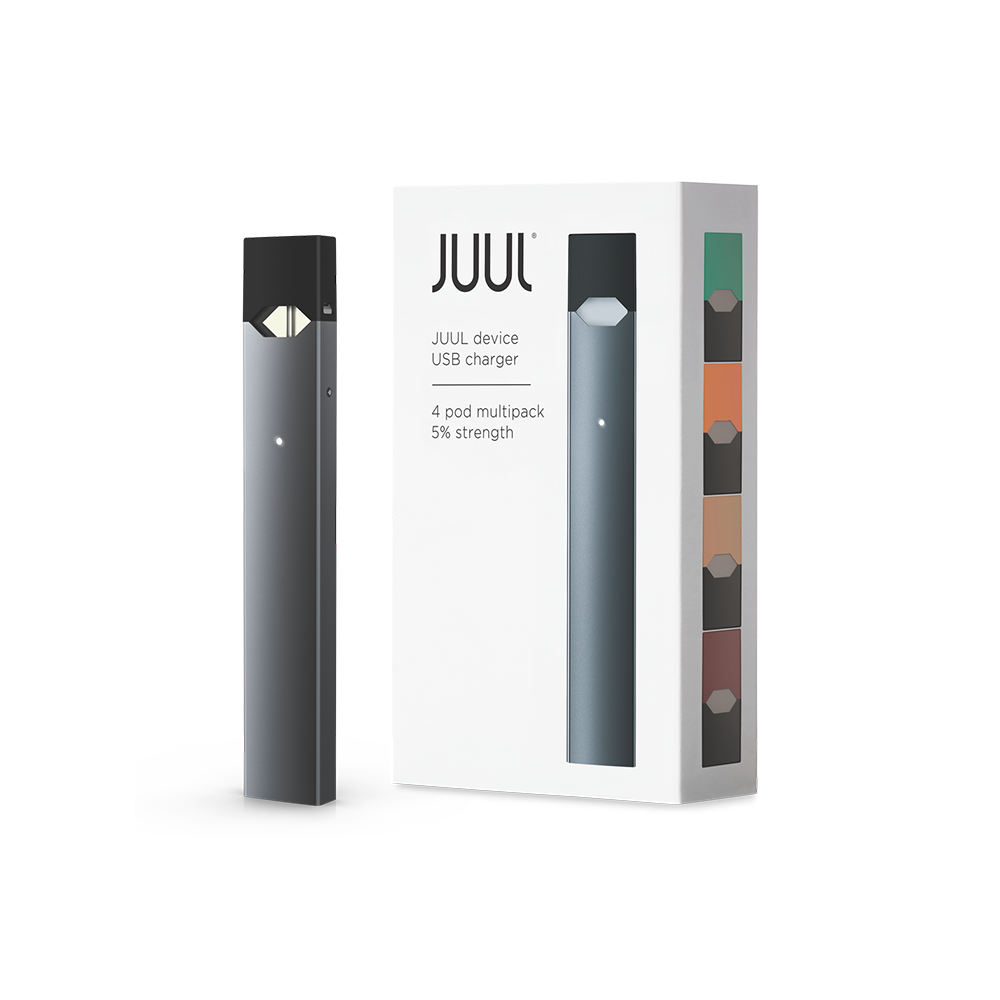 JUUL®
JUUL device
USB charger
4 pod multipack
5% strength